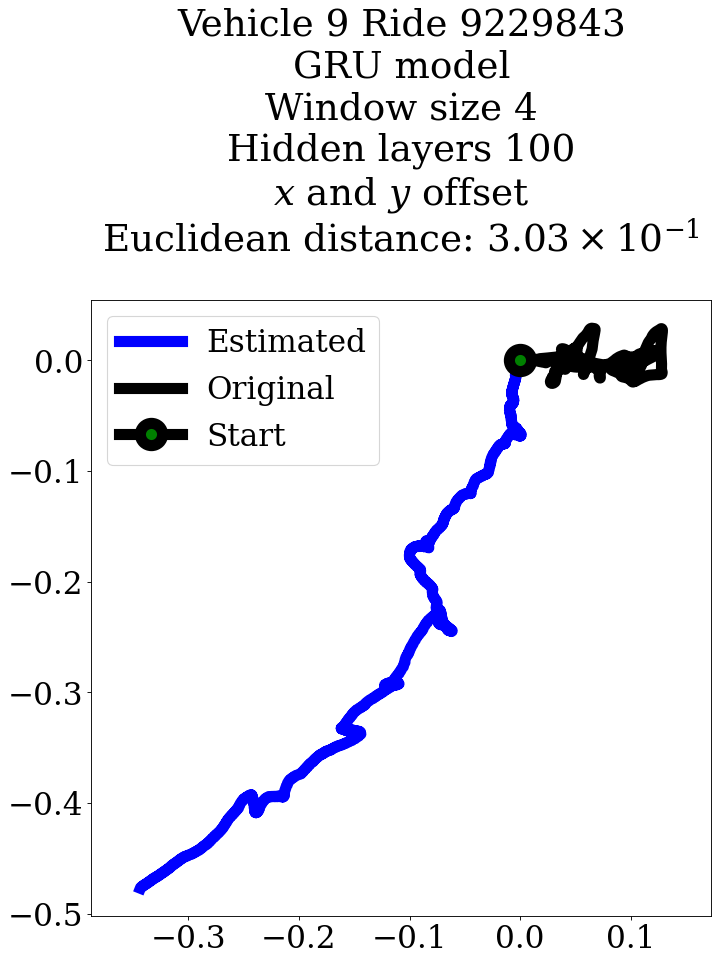 Vehicle 9 Ride 9229843
GRU model
Window size 4
Hidden layers 100
x and y offset
Euclidean distance: 3.03 × 10⁻¹
Estimated
Original
Start
0.0
−0.1
−0.2
−0.3
−0.4
−0.5
−0.3 −0.2 −0.1 0.0 0.1